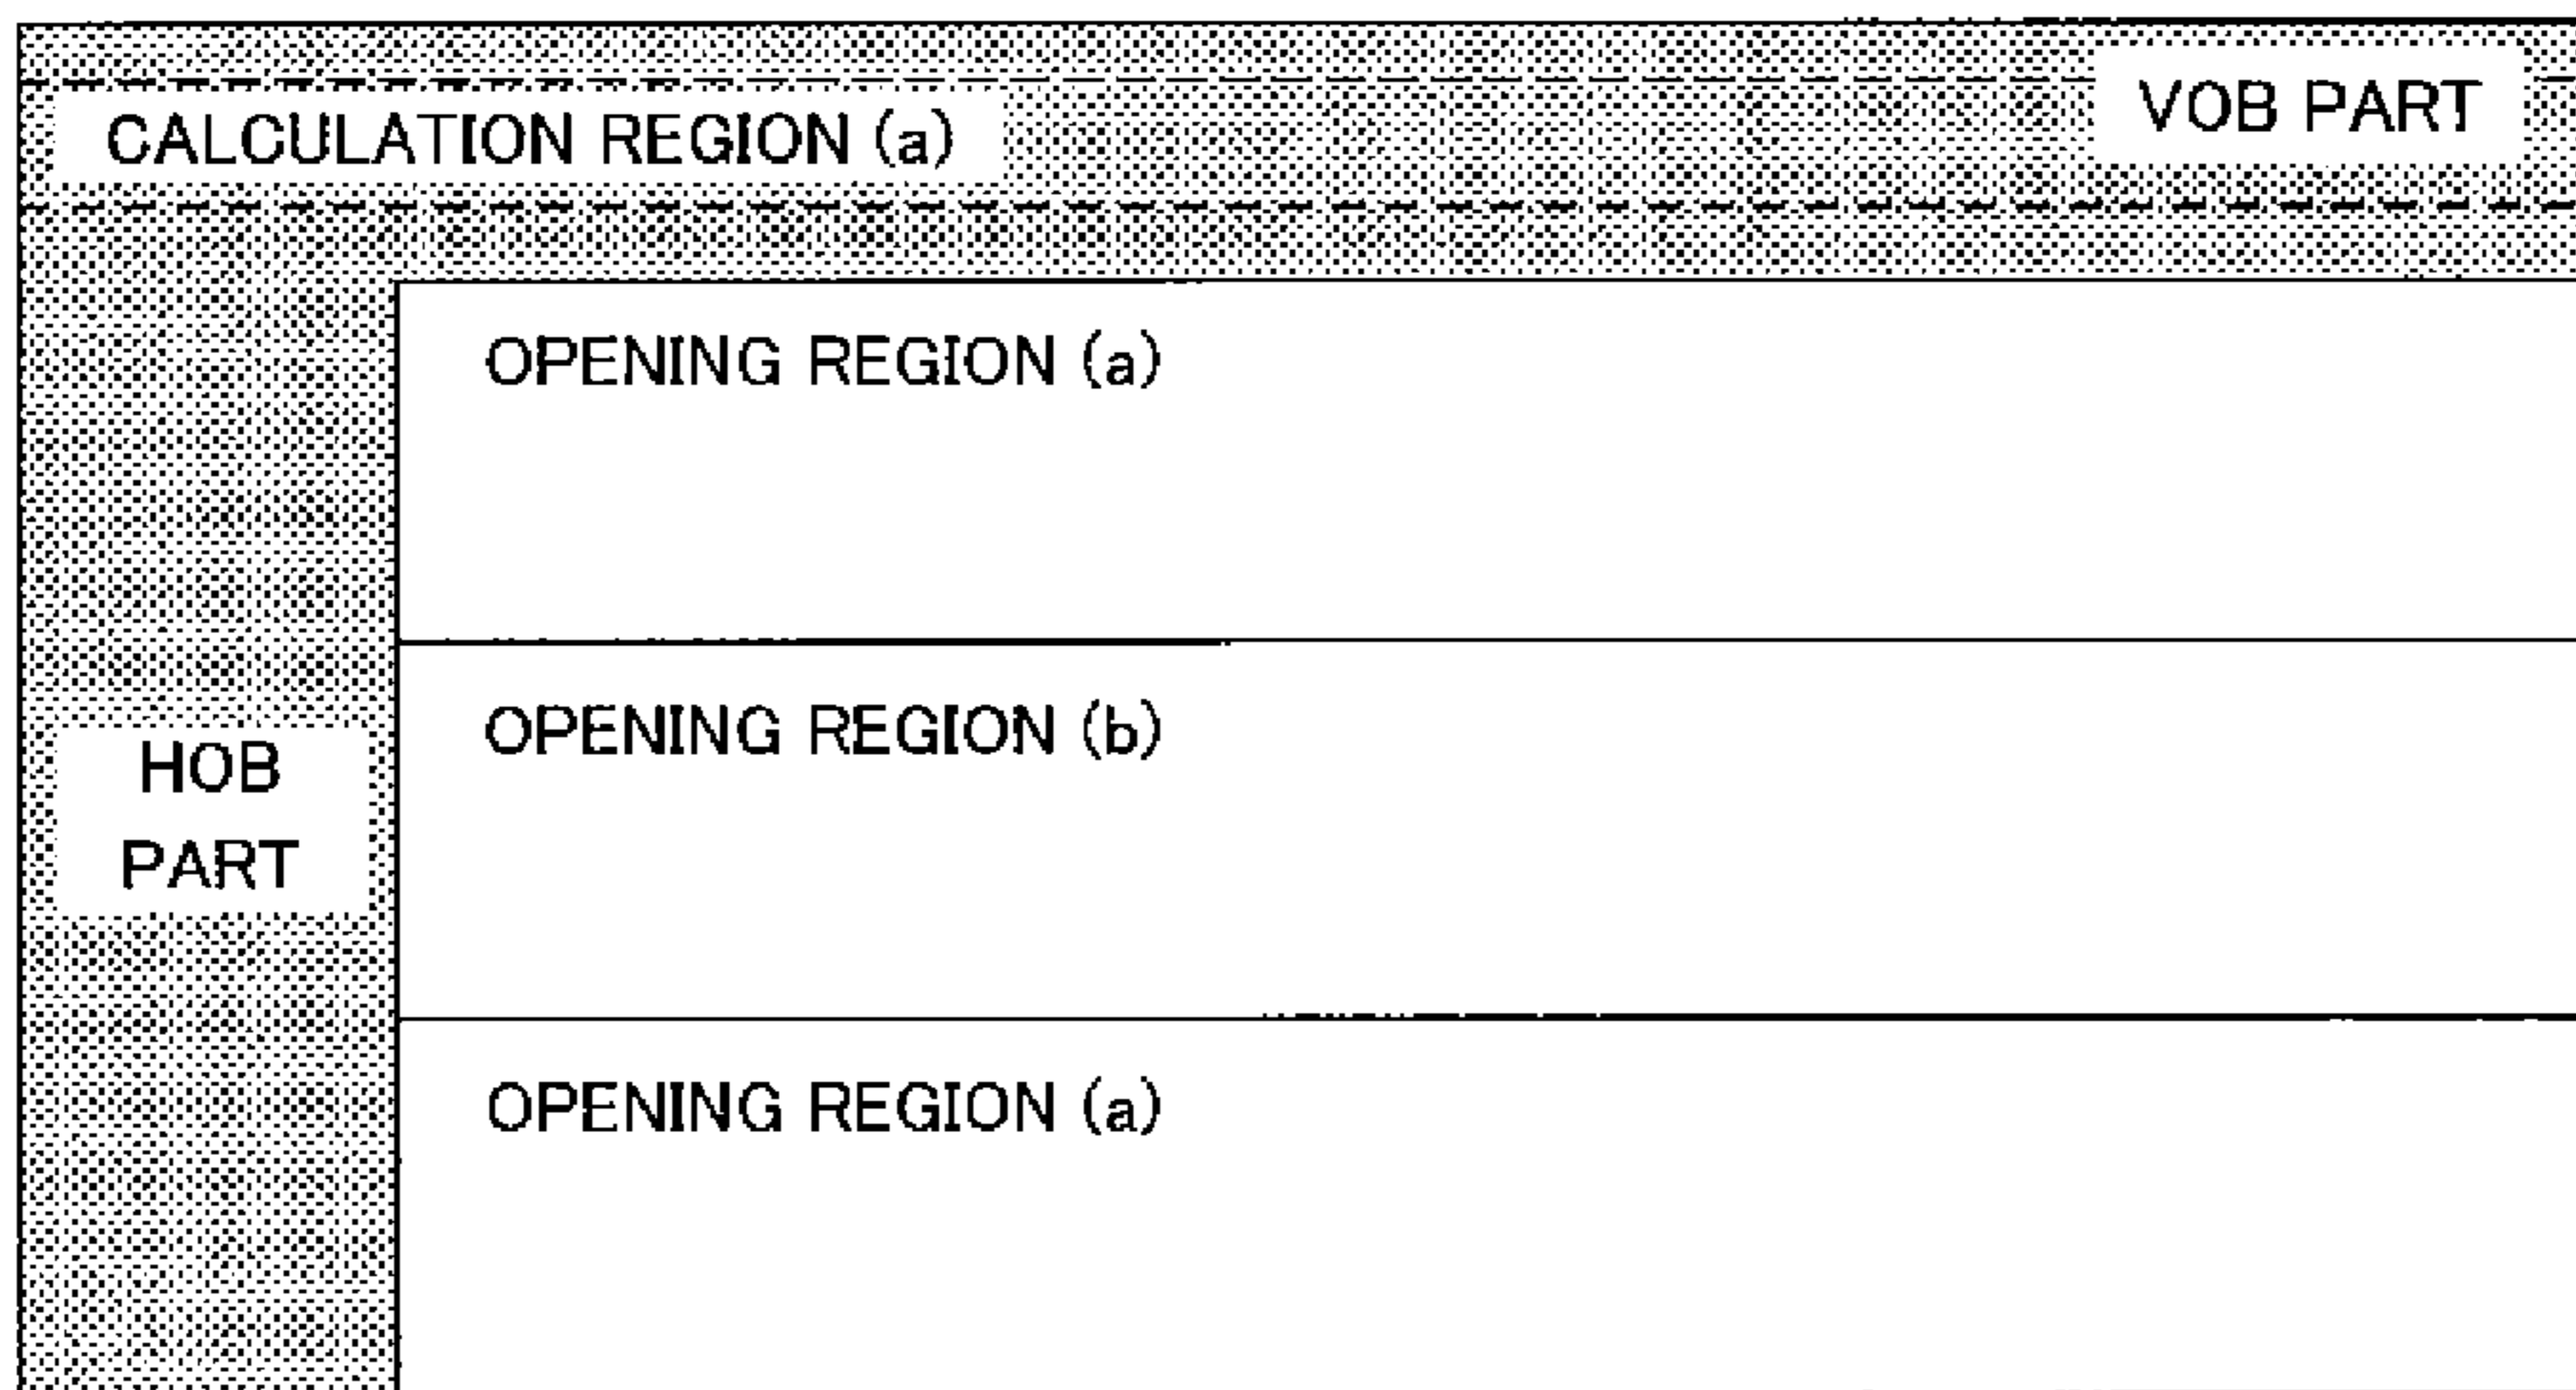 VOB PART
CALCULATION REGION (a)
OPENING REGION (a)
OPENING REGION (b)
HOB
PART
OPENING REGION (a)